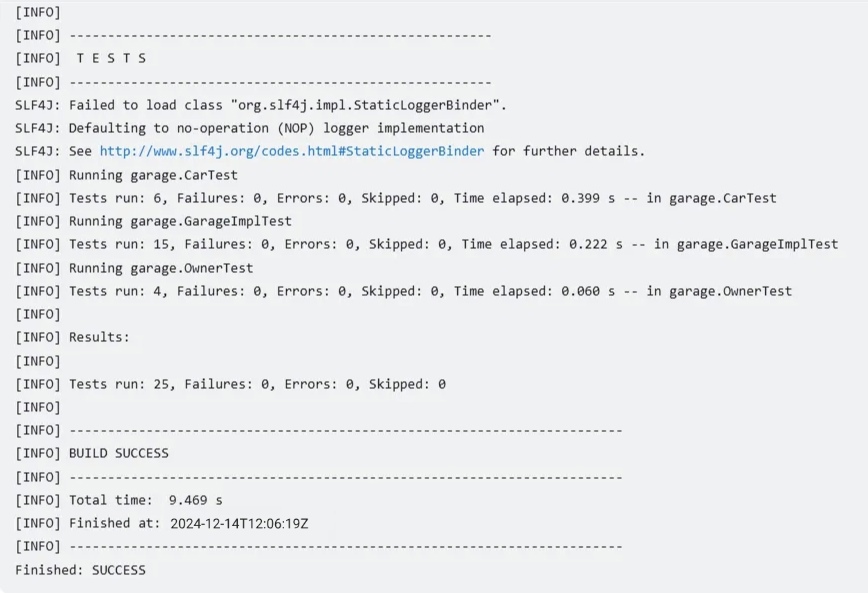 [INFO]
[INFO] -------------------------------------------------------
[INFO]  T E S T S
[INFO] -------------------------------------------------------
SLF4J: Failed to load class "org.slf4j.impl.StaticLoggerBinder".
SLF4J: Defaulting to no-operation (NOP) logger implementation
SLF4J: See http://www.slf4j.org/codes.html#StaticLoggerBinder for further details.
[INFO] Running garage.CarTest
[INFO] Tests run: 6, Failures: 0, Errors: 0, Skipped: 0, Time elapsed: 0.399 s -- in garage.CarTest
[INFO] Running garage.GarageImplTest
[INFO] Tests run: 15, Failures: 0, Errors: 0, Skipped: 0, Time elapsed: 0.222 s -- in garage.GarageImplTest
[INFO] Running garage.OwnerTest
[INFO] Tests run: 4, Failures: 0, Errors: 0, Skipped: 0, Time elapsed: 0.060 s -- in garage.OwnerTest
[INFO]
[INFO] Results:
[INFO]
[INFO] Tests run: 25, Failures: 0, Errors: 0, Skipped: 0
[INFO]
[INFO] ------------------------------------------------------------------------
[INFO] BUILD SUCCESS
[INFO] ------------------------------------------------------------------------
[INFO] Total time:  9.469 s
[INFO] Finished at: 2024-12-14T12:06:19Z
[INFO] ------------------------------------------------------------------------
Finished: SUCCESS